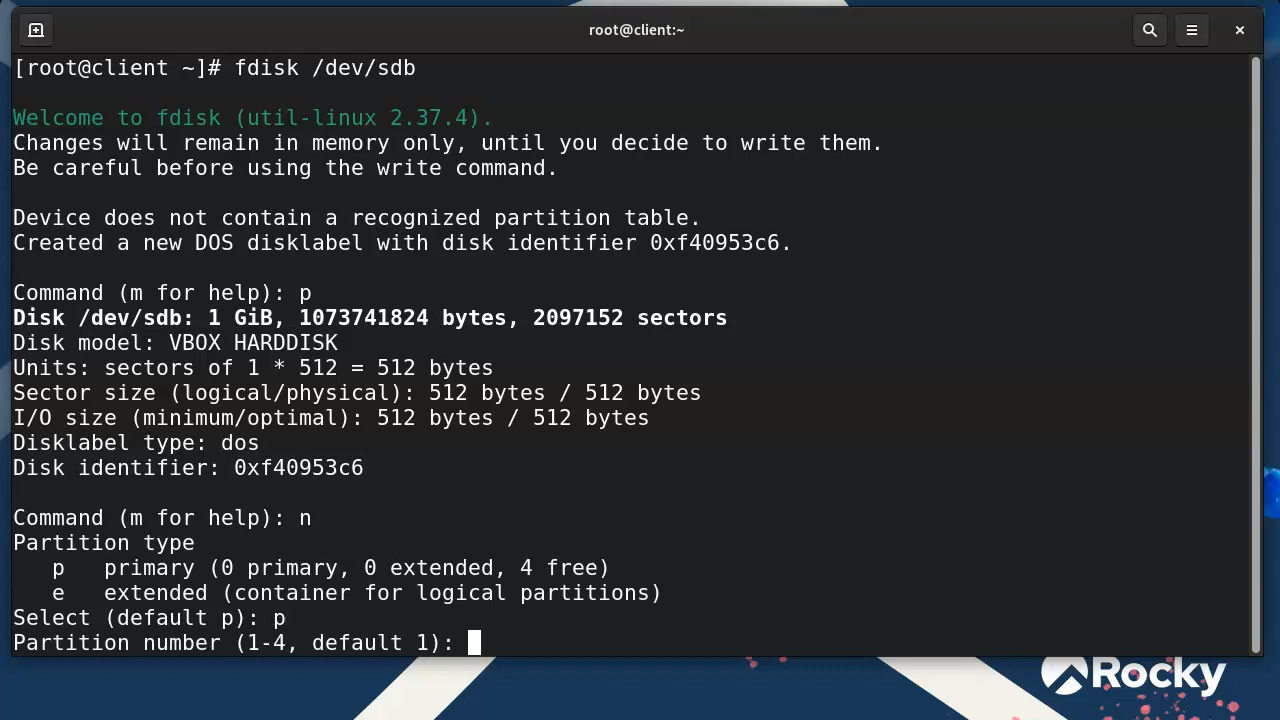 root@client:~
[root@client ~]# fdisk /dev/sdb
Welcome to fdisk (util-linux 2.37.4).
Changes will remain in memory only, until you decide to write them.
Be careful before using the write command.
Device does not contain a recognized partition table.
Created a new DOS disklabel with disk identifier 0xf40953c6.
Command (m for help): p
Disk /dev/sdb: 1 GiB, 1073741824 bytes, 2097152 sectors
Disk model: VBOX HARDDISK
Units: sectors of 1 * 512 = 512 bytes
Sector size (logical/physical): 512 bytes / 512 bytes
I/O size (minimum/optimal): 512 bytes / 512 bytes
Disklabel type: dos
Disk identifier: 0xf40953c6
Command (m for help): n
Partition type
   p   primary (0 primary, 0 extended, 4 free)
   e   extended (container for logical partitions)
Select (default p): p
Partition number (1-4, default 1):
Rocky